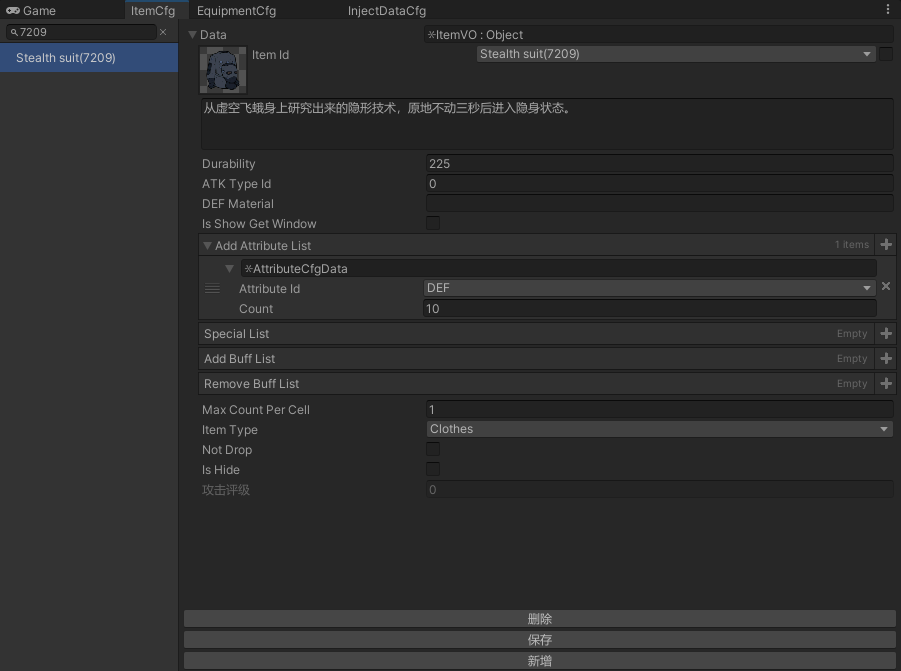 Game
ItemCfg
EquipmentCfg
InjectDataCfg
7209
Stealth suit(7209)
Data
※ItemVO : Object
Item Id
Stealth suit(7209)
从虚空飞蛾身上研究出来的隐形技术，原地不动三秒后进入隐身状态。
Durability
225
ATK Type Id
0
DEF Material
Is Show Get Window
Add Attribute List
1 items
※AttributeCfgData
Attribute Id
DEF
Count
10
Special List
Empty
Add Buff List
Empty
Remove Buff List
Empty
Max Count Per Cell
1
Item Type
Clothes
Not Drop
Is Hide
攻击评级
0
删除
保存
新增